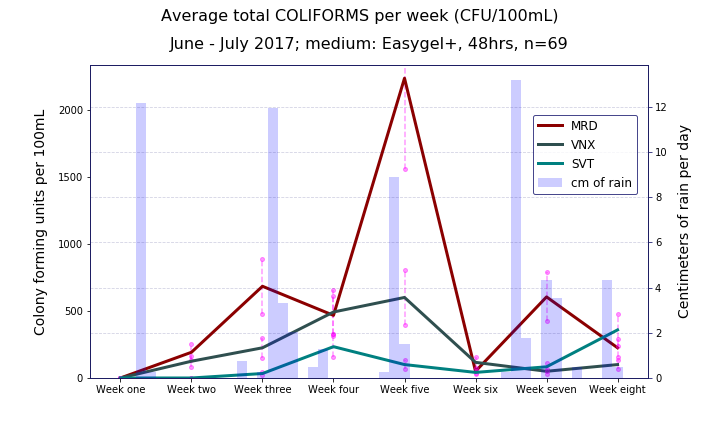 Average total COLIFORMS per week (CFU/100mL)
June - July 2017; medium: Easygel+, 48hrs, n=69
Colony forming units per 100mL
2000
1500
1000
500
0
12
10
8
6
4
2
0
Centimeters of rain per day
MRD
VNX
SVT
cm of rain
Week one
Week two
Week three
Week four
Week five
Week six
Week seven
Week eight